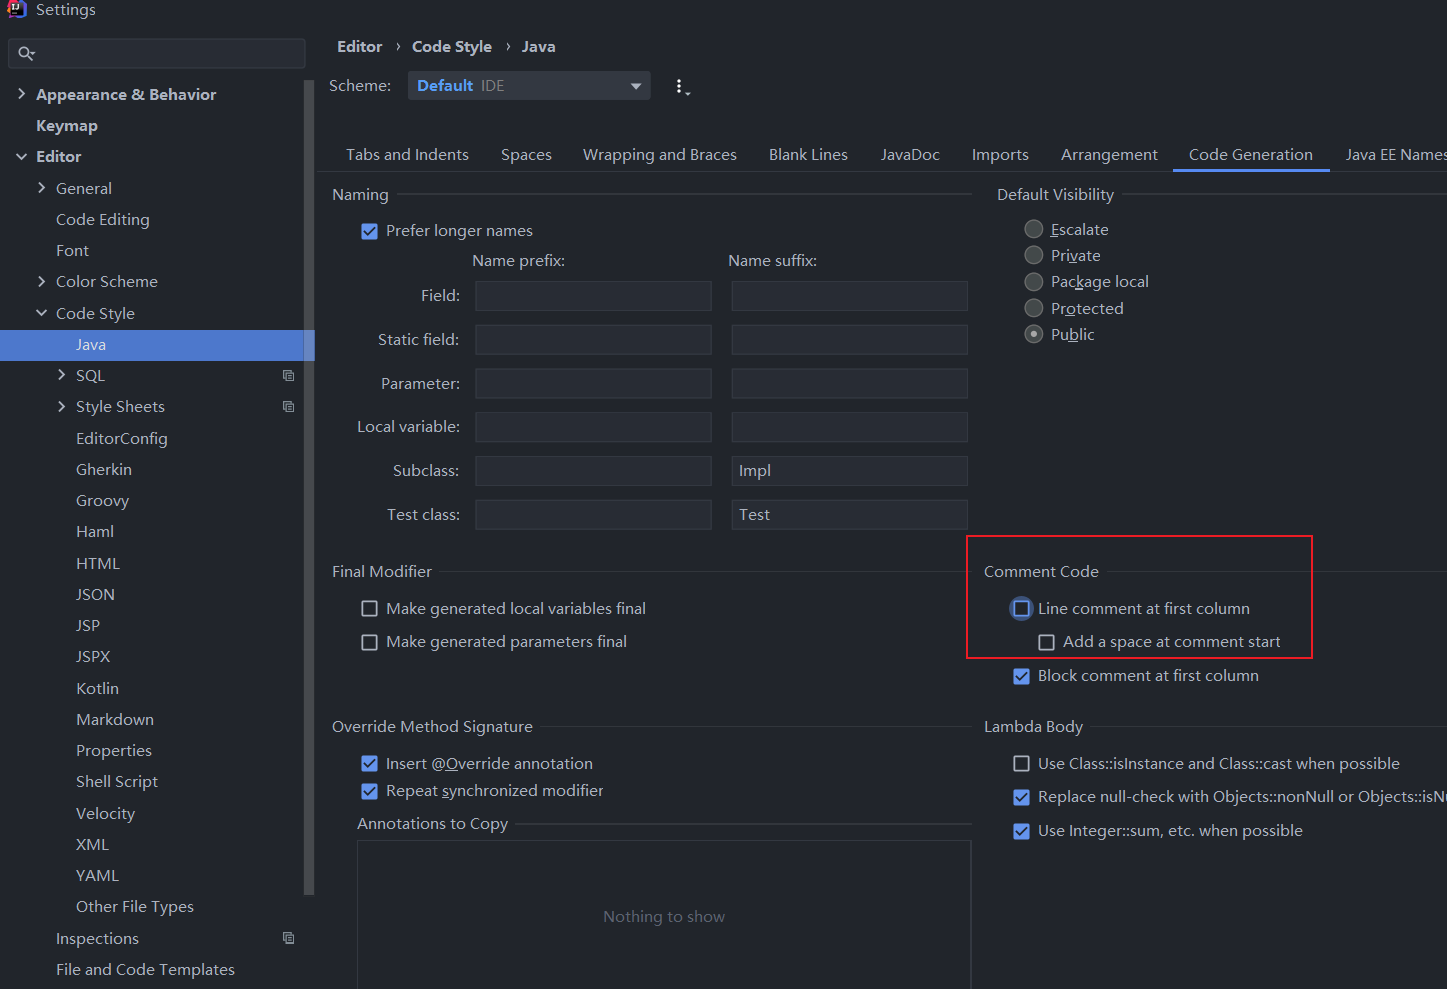 Settings
Appearance & Behavior
Keymap
Editor
General
Code Editing
Font
Color Scheme
Code Style
Java
SQL
Style Sheets
EditorConfig
Gherkin
Groovy
Haml
HTML
JSON
JSP
JSPX
Kotlin
Markdown
Properties
Shell Script
Velocity
XML
YAML
Other File Types
Inspections
File and Code Templates
Editor › Code Style › Java
Scheme: Default IDE
Tabs and Indents Spaces Wrapping and Braces Blank Lines JavaDoc Imports Arrangement Code Generation Java EE Names
Naming
Prefer longer names
Name prefix: Name suffix:
Field:
Static field:
Parameter:
Local variable:
Subclass: Impl
Test class: Test
Default Visibility
Escalate
Private
Package local
Protected
Public
Final Modifier
Make generated local variables final
Make generated parameters final
Comment Code
Line comment at first column
Add a space at comment start
Block comment at first column
Override Method Signature
Insert @Override annotation
Repeat synchronized modifier
Annotations to Copy
Nothing to show
Lambda Body
Use Class::isInstance and Class::cast when possible
Replace null-check with Objects::nonNull or Objects::isNu
Use Integer::sum, etc. when possible